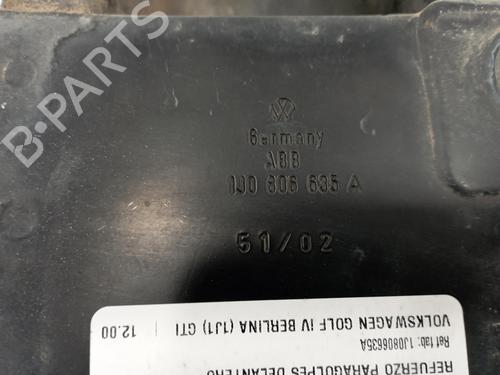 Germany
ABB
1J0 806 635 A
51/02
REFUERZO PARAGOLPES DELANTERO
Ref fab: 1J0806635A
VOLKSWAGEN GOLF IV BERLINA (1J1) GTI | 12.00
B-PARTS